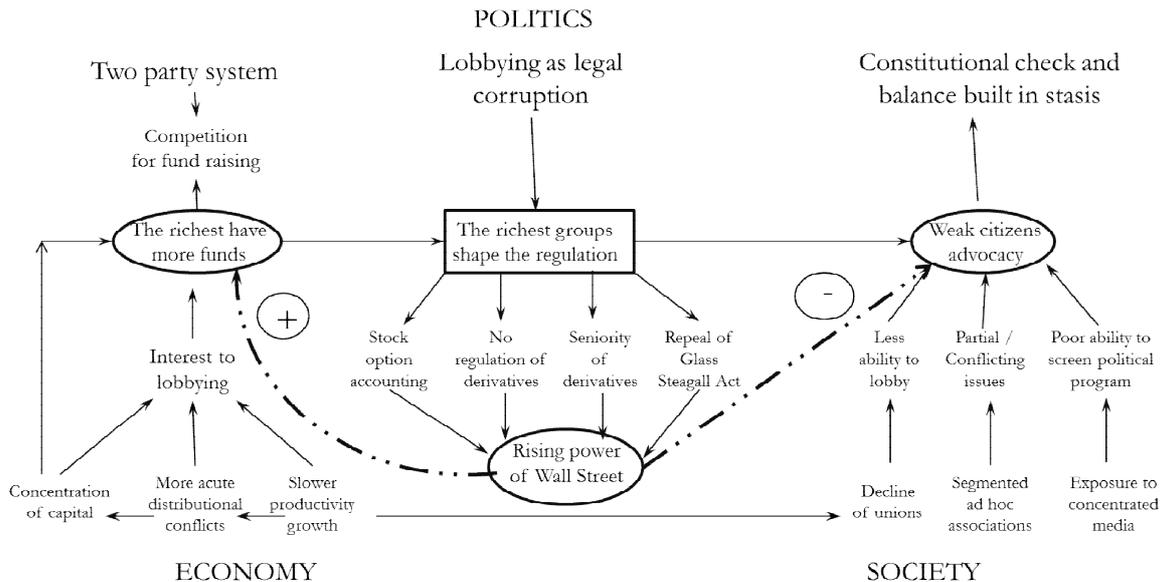 POLITICS
Two party system
Lobbying as legal
corruption
Constitutional check and
balance built in stasis
Competition
for fund raising
The richest have
more funds
The richest groups
shape the regulation
Weak citizens
advocacy
+
-
Interest to
lobbying
Stock
option
accounting
No
regulation of
derivatives
Seniority
of
derivatives
Repeal of
Glass
Steagall Act
Less
ability to
lobby
Partial /
Conflicting
issues
Poor ability to
screen political
program
Rising power
of Wall Street
Concentration
of capital
More acute
distributional
conflicts
Slower
productivity
growth
Decline
of unions
Segmented
ad hoc
associations
Exposure to
concentrated
media
ECONOMY
SOCIETY